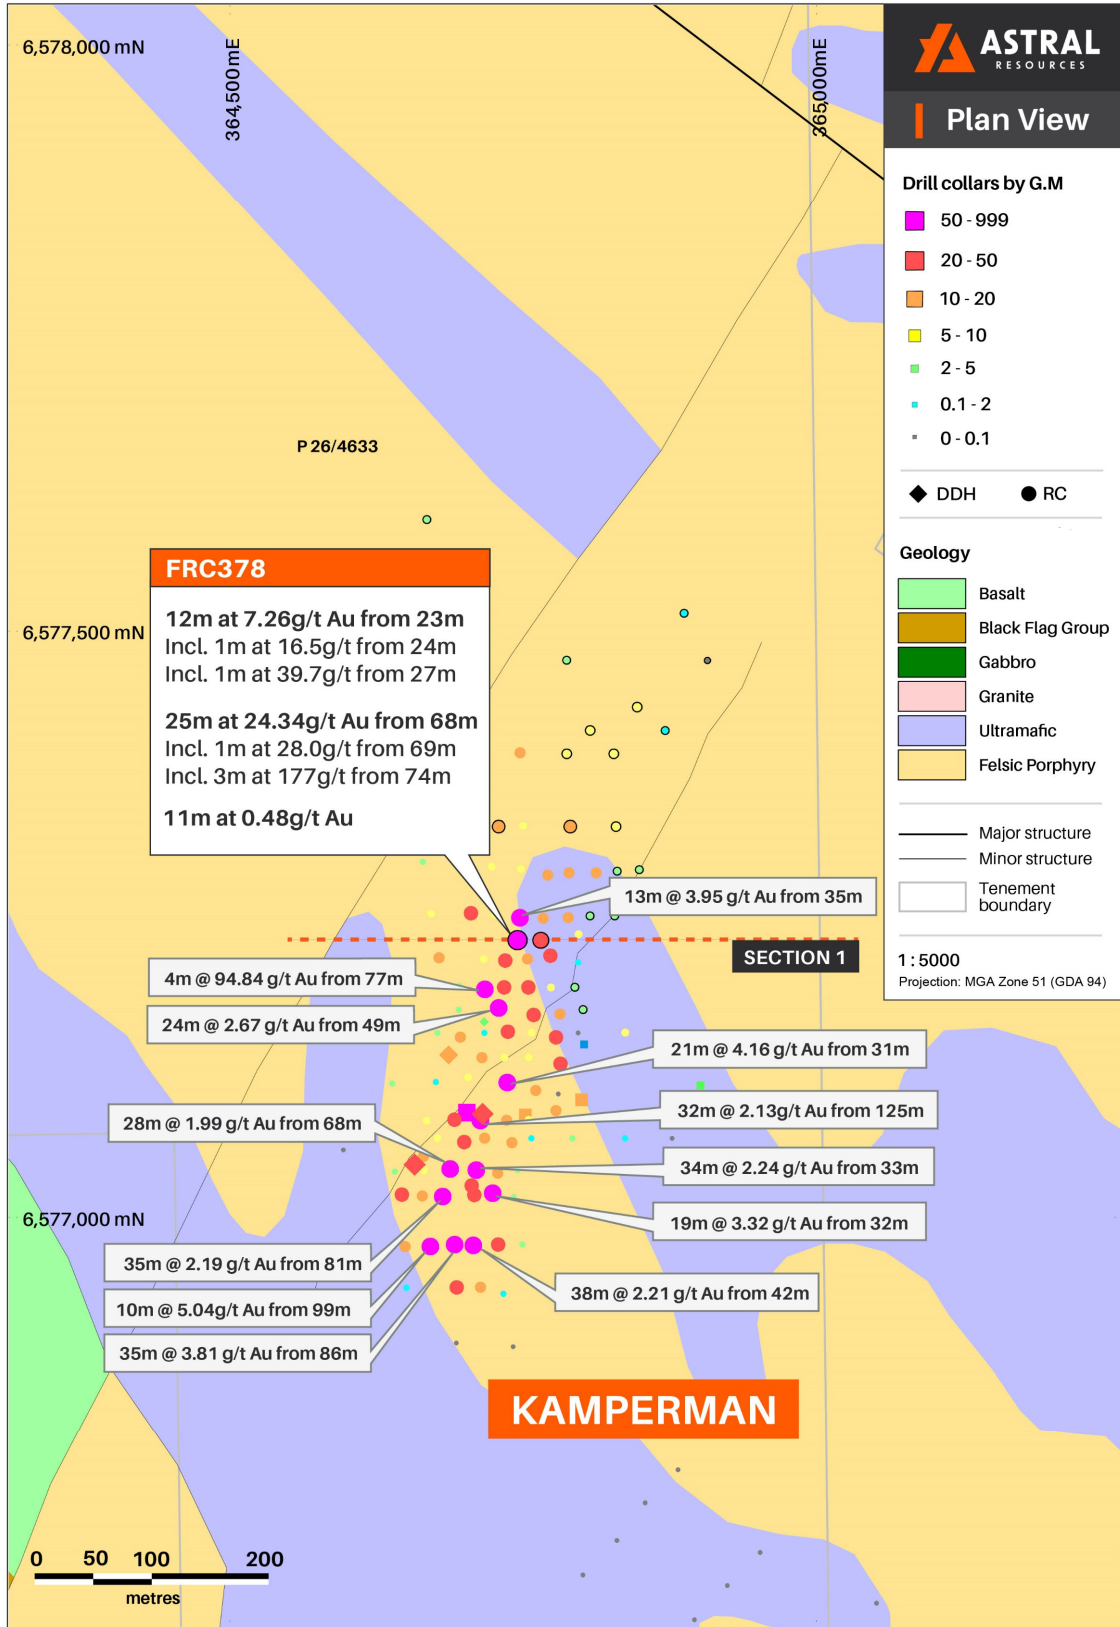 ASTRAL
RESOURCES
Plan View
6,578,000 mN
364,500mE
365,000mE
Drill collars by G.M
50 - 999
20 - 50
10 - 20
5 - 10
2 - 5
0.1 - 2
0 - 0.1
DDH
RC
Geology
Basalt
Black Flag Group
Gabbro
Granite
Ultramafic
Felsic Porphyry
Major structure
Minor structure
Tenement
boundary
1 : 5000
Projection: MGA Zone 51 (GDA 94)
P 26/4633
6,577,500 mN
FRC378
12m at 7.26g/t Au from 23m
Incl. 1m at 16.5g/t from 24m
Incl. 1m at 39.7g/t from 27m
25m at 24.34g/t Au from 68m
Incl. 1m at 28.0g/t from 69m
Incl. 3m at 177g/t from 74m
11m at 0.48g/t Au
13m @ 3.95 g/t Au from 35m
SECTION 1
4m @ 94.84 g/t Au from 77m
24m @ 2.67 g/t Au from 49m
21m @ 4.16 g/t Au from 31m
32m @ 2.13g/t Au from 125m
28m @ 1.99 g/t Au from 68m
34m @ 2.24 g/t Au from 33m
6,577,000 mN
19m @ 3.32 g/t Au from 32m
35m @ 2.19 g/t Au from 81m
38m @ 2.21 g/t Au from 42m
10m @ 5.04g/t Au from 99m
35m @ 3.81 g/t Au from 86m
KAMPERMAN
0 50 100 200
metres